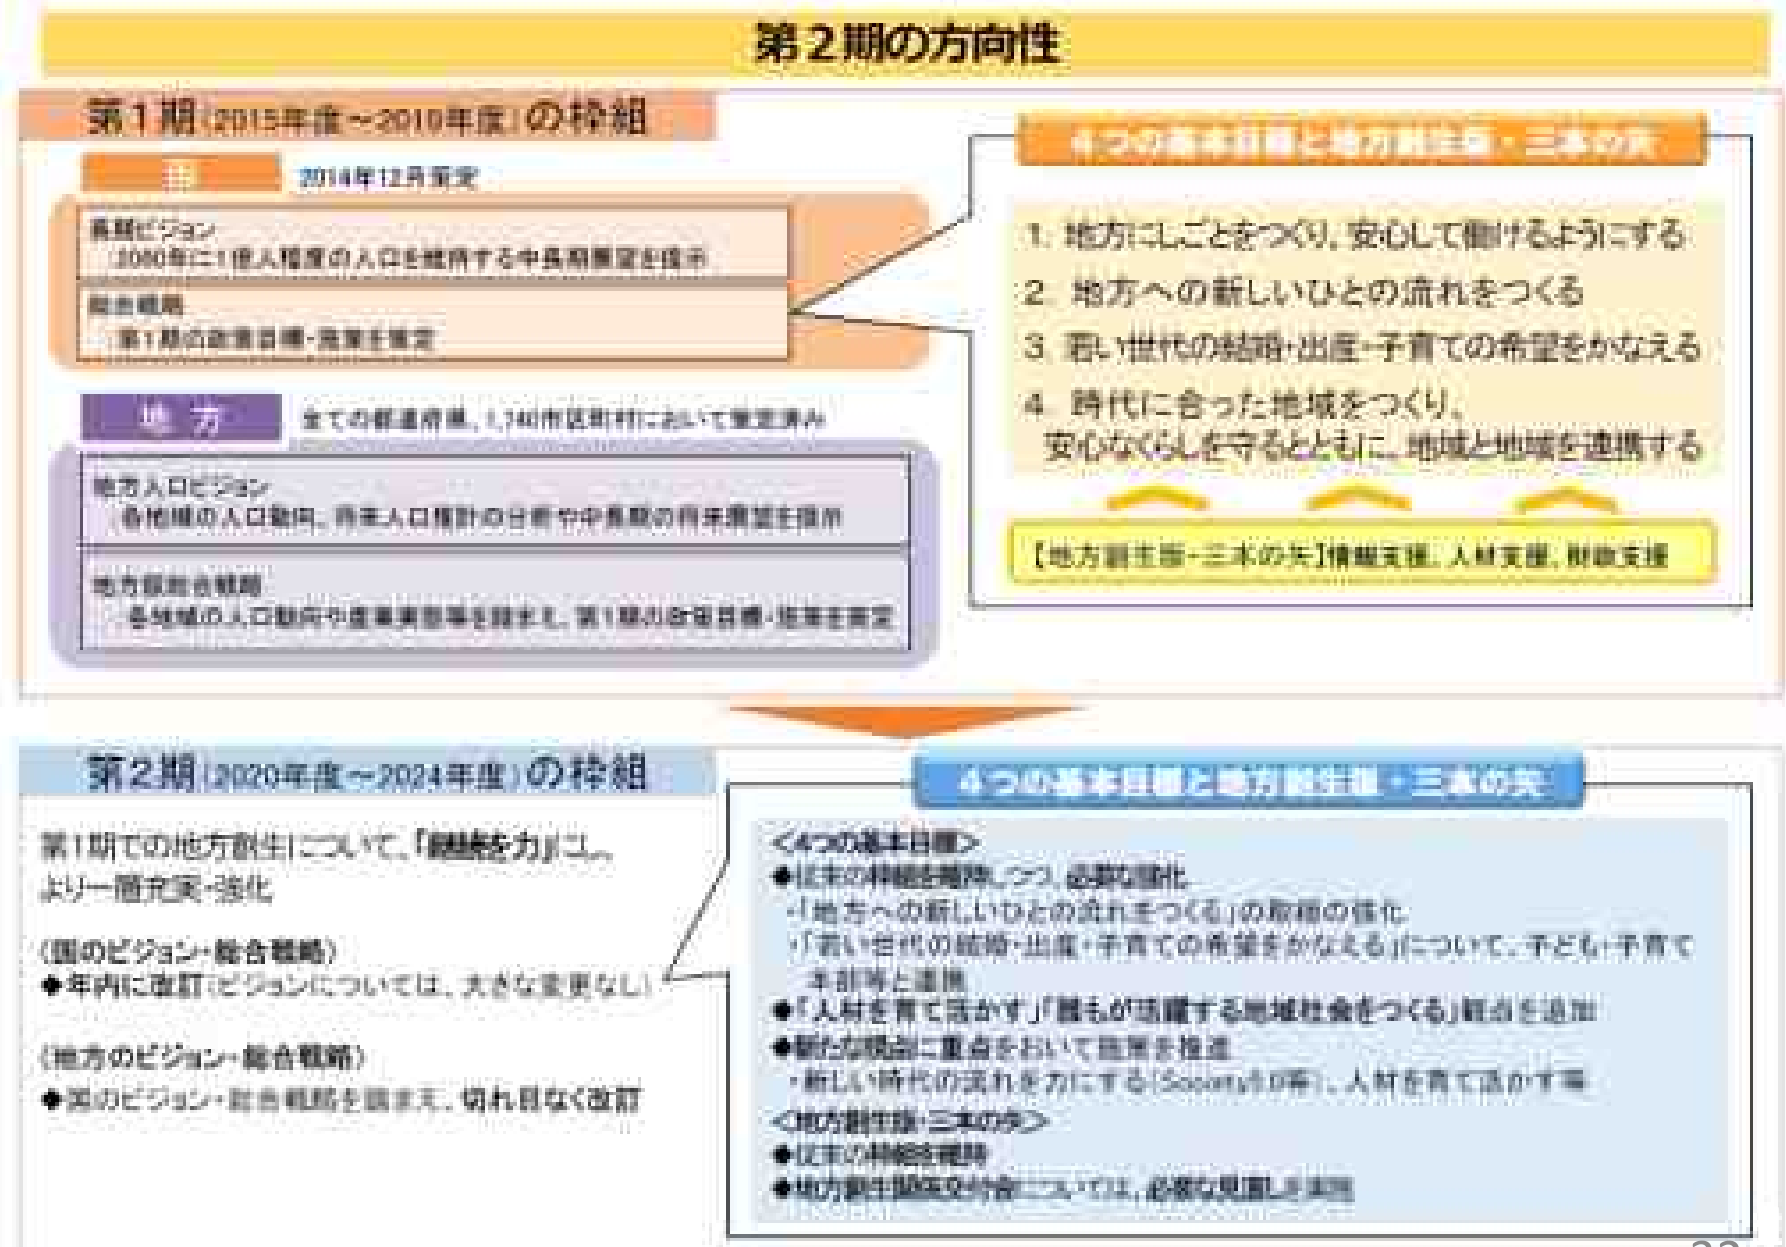 第2期の方向性
第1期(2015年度～2019年度)の枠組
国
2014年12月策定
長期ビジョン
:2060年に1億人程度の人口を維持する中長期展望を提示
総合戦略
:第1期の政策目標・施策を策定
地方
全ての都道府県、1,740市区町村において策定済み
地方人口ビジョン
:各地域の人口動向、将来人口推計の分析や中長期の将来展望を提示
地方版総合戦略
:各地域の人口動向や産業実態等を踏まえ、第1期の政策目標・施策を策定
4つの基本目標と地方創生版・三本の矢
1. 地方にしごとをつくり、安心して働けるようにする
2. 地方への新しいひとの流れをつくる
3. 若い世代の結婚・出産・子育ての希望をかなえる
4. 時代に合った地域をつくり、
安心なくらしを守るとともに、地域と地域を連携する
【地方創生版・三本の矢】情報支援、人材支援、財政支援
第2期(2020年度～2024年度)の枠組
第1期での地方創生について、「継続を力」にし、
より一層充実・強化
(国のビジョン・総合戦略)
◆年内に改訂(ビジョンについては、大きな変更なし)
(地方のビジョン・総合戦略)
◆国のビジョン・総合戦略を踏まえ、切れ目なく改訂
4つの基本目標と地方創生版・三本の矢
<4つの基本目標>
◆従来の枠組を維持しつつ、必要な強化
・「地方への新しいひとの流れをつくる」の取組の強化
・「若い世代の結婚・出産・子育ての希望をかなえる」について、子ども・子育て
本部等と連携
◆「人材を育て活かす」「誰もが活躍する地域社会をつくる」観点を追加
◆新たな視点に重点をおいて施策を推進
・新しい時代の流れを力にする(Society5.0等)、人材を育て活かす等
<地方創生版・三本の矢>
◆従来の枠組を維持
◆地方創生関係交付金については、必要な見直しを実施